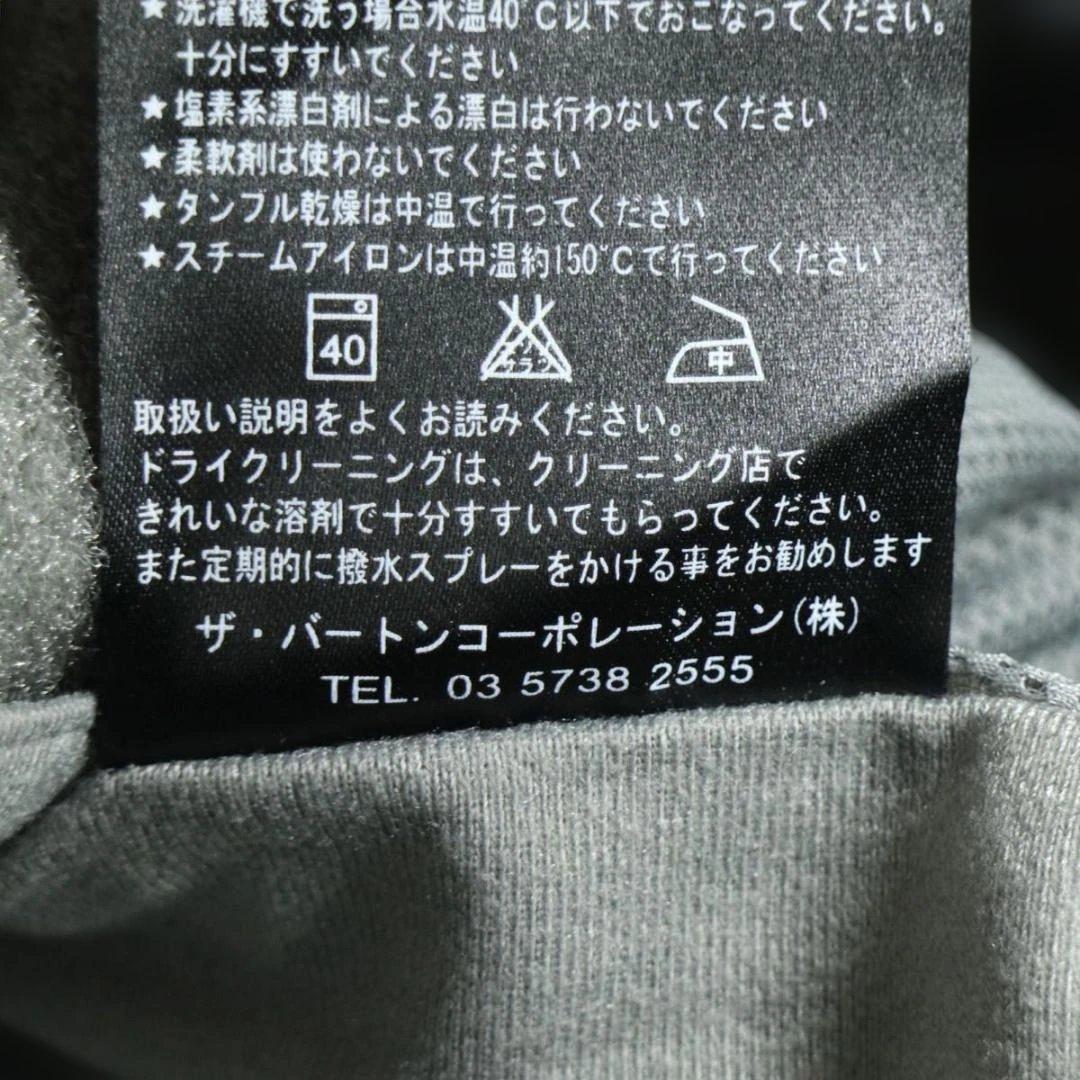 ★洗濯機で洗う場合水温40℃以下でおこなってください。
十分にすすいでください
★塩素系漂白剤による漂白は行わないでください
★柔軟剤は使わないでください
★タンブル乾燥は中温で行ってください
★スチームアイロンは中温約150℃で行ってください
40 エンソサラシ 中
取扱い説明をよくお読みください。
ドライクリーニングは、クリーニング店で
きれいな溶剤で十分すすいでもらってください。
また定期的に撥水スプレーをかける事をお勧めします
ザ・バートンコーポレーション(株)
TEL. 03 5738 2555